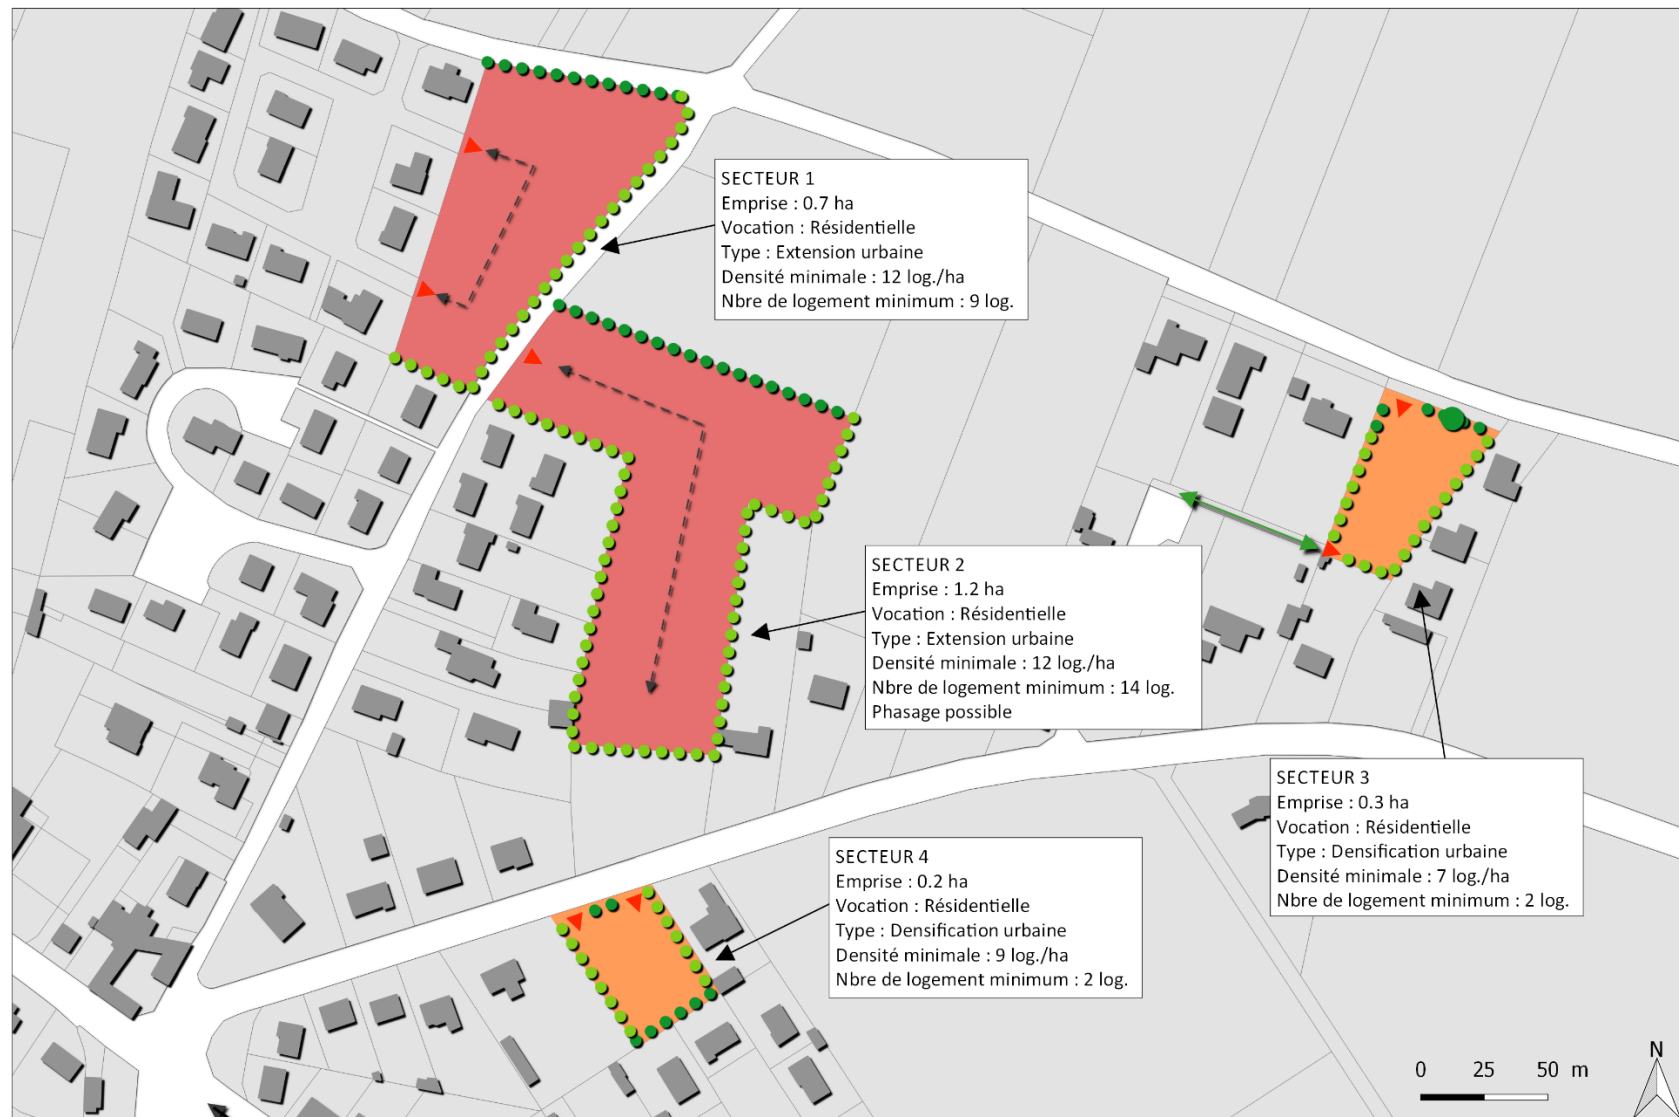 SECTEUR 1
Emprise : 0.7 ha
Vocation : Résidentielle
Type : Extension urbaine
Densité minimale : 12 log./ha
Nbre de logement minimum : 9 log.
SECTEUR 2
Emprise : 1.2 ha
Vocation : Résidentielle
Type : Extension urbaine
Densité minimale : 12 log./ha
Nbre de logement minimum : 14 log.
Phasage possible
SECTEUR 3
Emprise : 0.3 ha
Vocation : Résidentielle
Type : Densification urbaine
Densité minimale : 7 log./ha
Nbre de logement minimum : 2 log.
SECTEUR 4
Emprise : 0.2 ha
Vocation : Résidentielle
Type : Densification urbaine
Densité minimale : 9 log./ha
Nbre de logement minimum : 2 log.
0 25 50 m
N